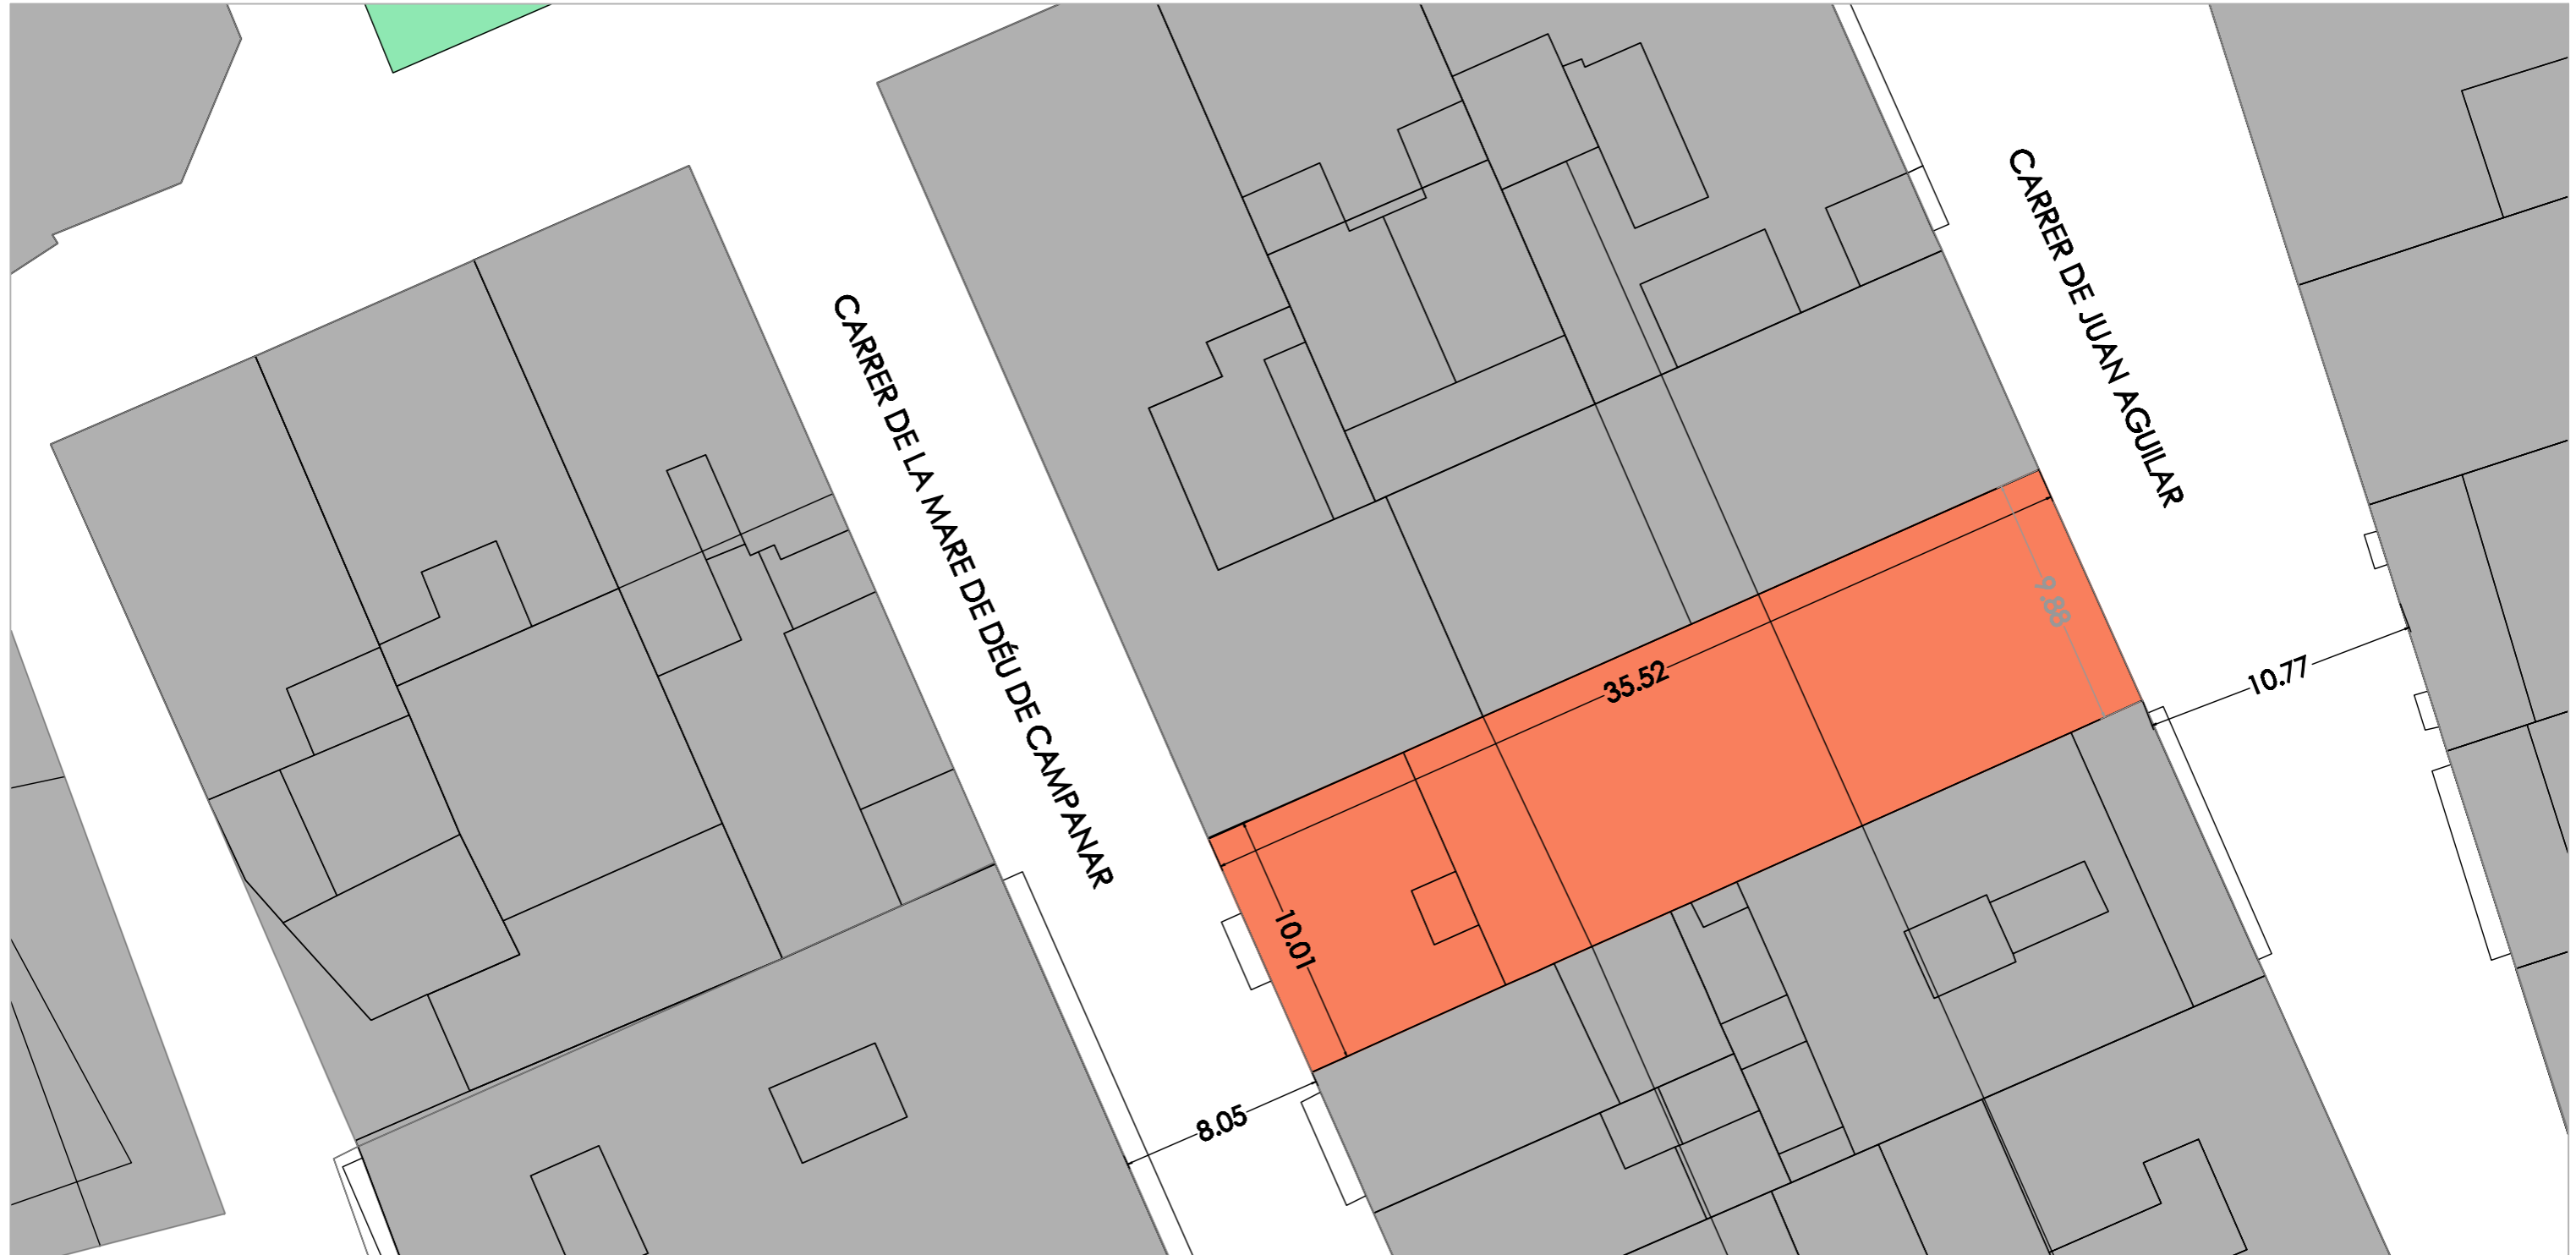 CARRER DE JUAN AGUILAR
CARRER DE LA MARE DE DÉU DE CAMPANAR
9.88
35.52
10.77
10.01
8.05